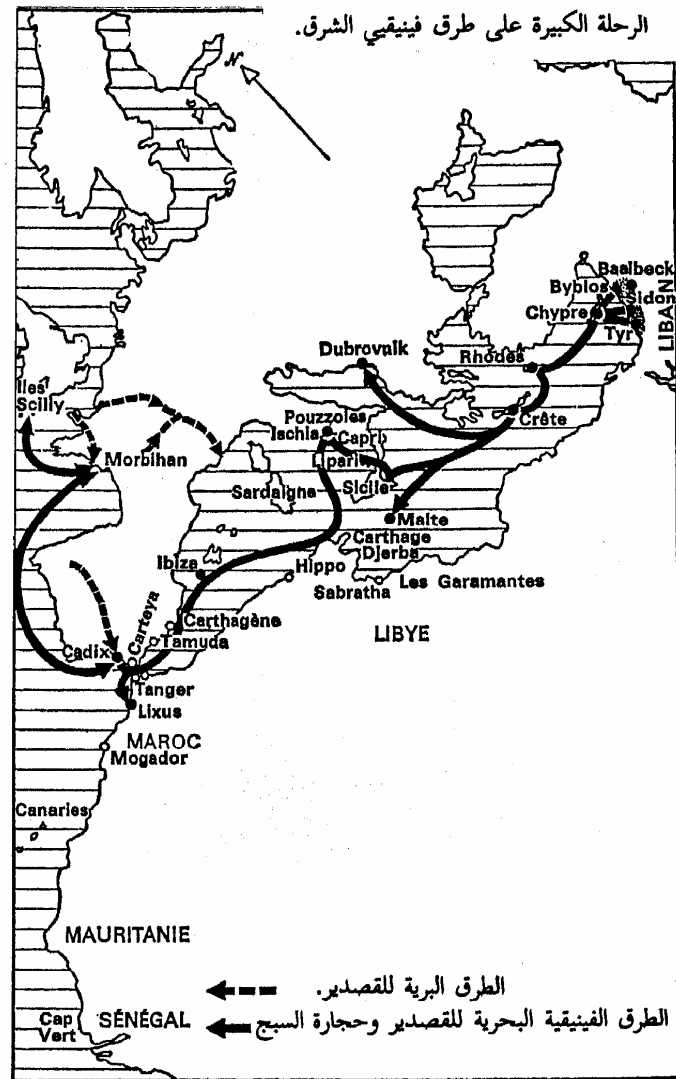 الرحلة الكبيرة على طرق فينيقيي الشرق.
N
Baalbeck
Byblos
Sidon
Chypre
Tyr
LIBAN
Dubrovnik
Rhodes
Iles
Scilly
Crête
Pouzzoles
Ischia
Capri
Morbihan
Lipari
Sardaigna
Sicile
Malte
Carthage
Djerba
Ibiza
Hippo
Les Garamantes
Sabratha
Carthagène
Carteya
Tamuda
LIBYE
Cadix
Tanger
Lixus
MAROC
Mogador
Canaries
MAURITANIE
الطرق البرية للقصدير.
Cap
Vert
SÉNÉGAL
الطرق الفينيقية البحرية للقصدير وحجارة السبج